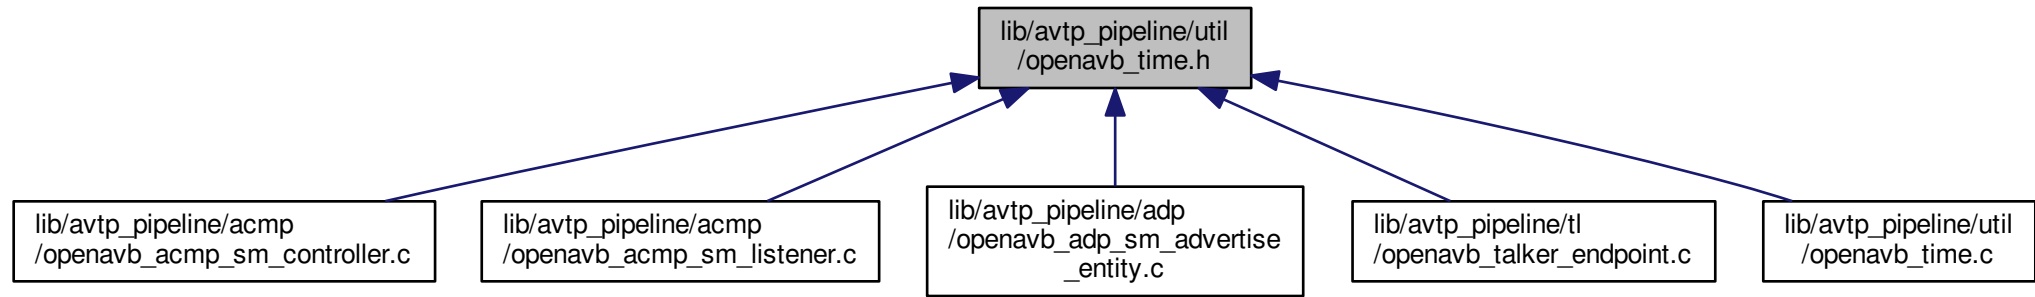 lib/avtp_pipeline/util
/openavb_time.h
lib/avtp_pipeline/acmp
/openavb_acmp_sm_controller.c
lib/avtp_pipeline/acmp
/openavb_acmp_sm_listener.c
lib/avtp_pipeline/adp
/openavb_adp_sm_advertise
_entity.c
lib/avtp_pipeline/tl
/openavb_talker_endpoint.c
lib/avtp_pipeline/util
/openavb_time.c